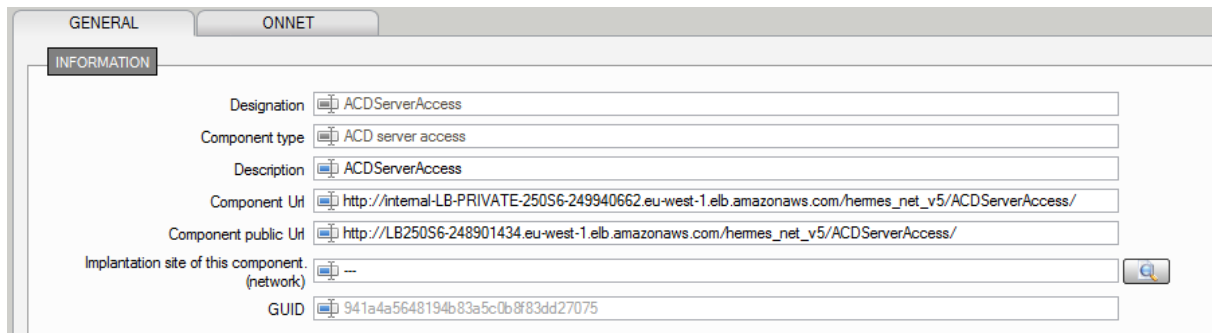 GENERAL ONNET
INFORMATION
Designation ACDServerAccess
Component type ACD server access
Description ACDServerAccess
Component Url http://internal-LB-PRIVATE-250S6-249940662.eu-west-1.elb.amazonaws.com/hermes_net_v5/ACDServerAccess/
Component public Url http://LB250S6-248901434.eu-west-1.elb.amazonaws.com/hermes_net_v5/ACDServerAccess/
Implantation site of this component.
(network) ---
GUID 941a4a5648194b83a5c0b8f83dd27075